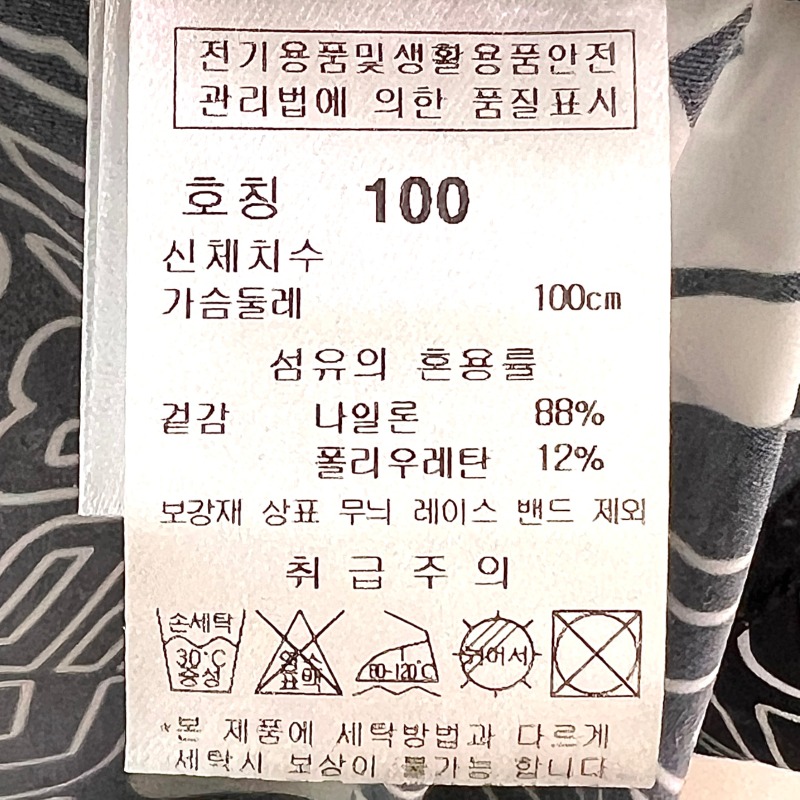 전기용품및생활용품안전
관리법에 의한 품질표시
호칭 100
신체치수
가슴둘레 100cm
섬유의 혼용률
겉감 나일론 88%
폴리우레탄 12%
보강재 상표 무늬 레이스 밴드 제외
취급주의
손세탁
30°C
중성
염소
표백
80-120°C
뉘어서
*본 제품에 세탁방법과 다르게
세탁시 보상이 불가능 합니다